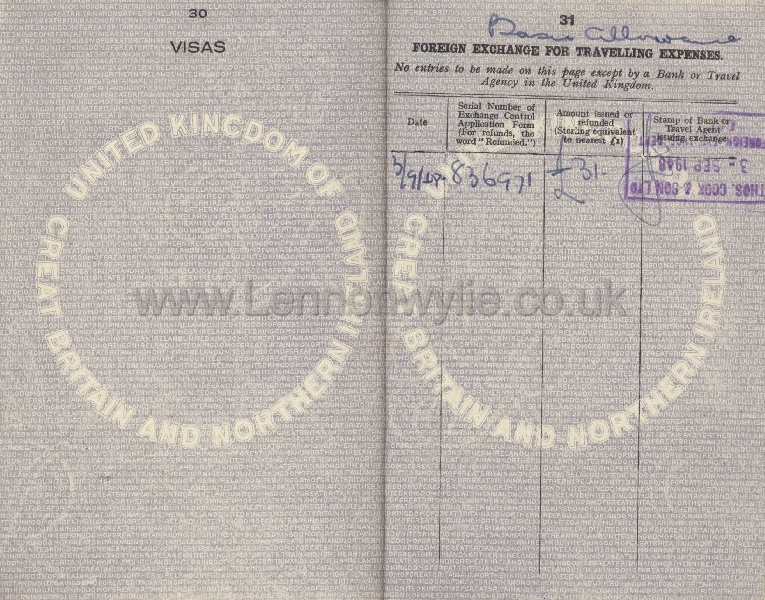 30
VISAS
UNITED KINGDOM OF
GREAT BRITAIN AND NORTHERN IRELAND
31
Basic Allowance
FOREIGN EXCHANGE FOR TRAVELLING EXPENSES.
No entries to be made on this page except by a Bank or Travel
Agency in the United Kingdom.
Date
Serial Number of
Exchange Control
Application Form
(For refunds, the
word "Refunded.")
Amount issued or
refunded
(Sterling equivalent
to nearest £1)
Stamp of Bank or
Travel Agent
issuing exchange
3/9/48 836971 £31.
THOS. COOK & SON LTD
3 - SEP 1948
FOREIGN
GREAT BRITAIN AND NORTHERN IRELAND
www.Lennonwylie.co.uk